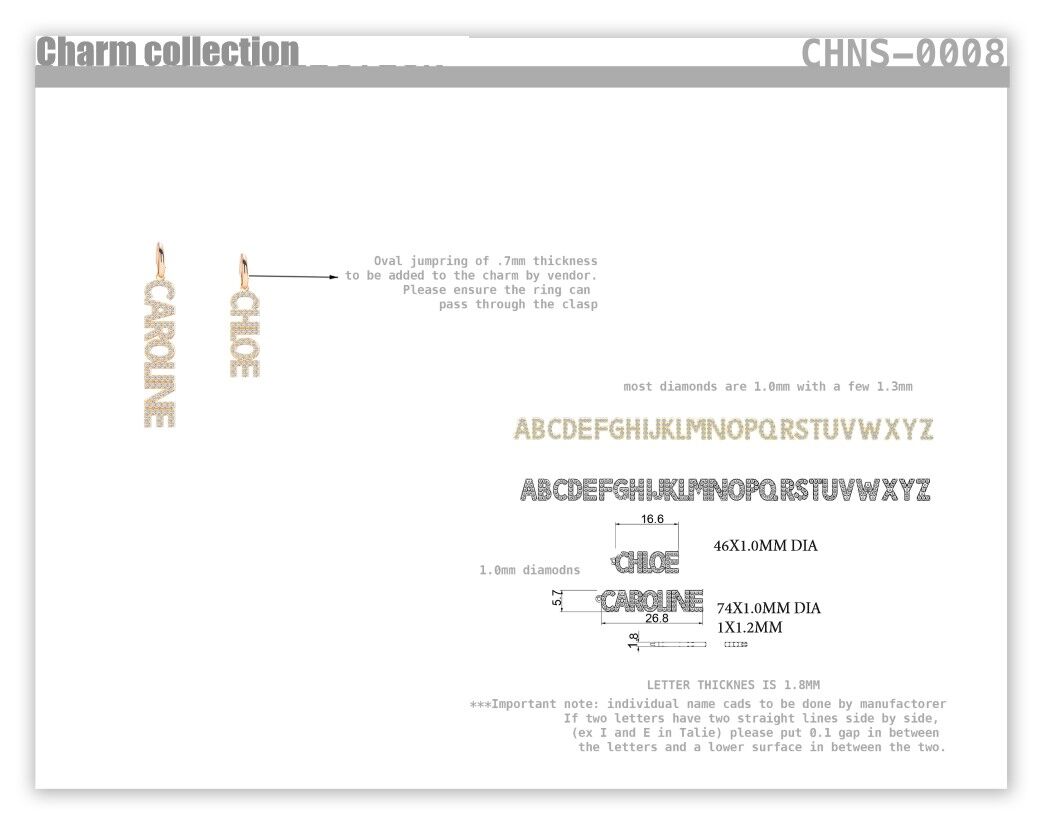 Charm collection
CHNS-0008
Oval jumpring of .7mm thickness
to be added to the charm by vendor.
Please ensure the ring can
pass through the clasp
CAROLINE
CHLOE
most diamonds are 1.0mm with a few 1.3mm
ABCDEFGHIJKLMNOPQRSTUVWXYZ
ABCDEFGHIJKLMNOPQRSTUVWXYZ
16.6
46X1.0MM DIA
CHLOE
1.0mm diamodns
5.7
CAROLINE
74X1.0MM DIA
26.8
1X1.2MM
1.8
LETTER THICKNES IS 1.8MM
***Important note: individual name cads to be done by manufactorer
If two letters have two straight lines side by side,
(ex I and E in Talie) please put 0.1 gap in between
the letters and a lower surface in between the two.